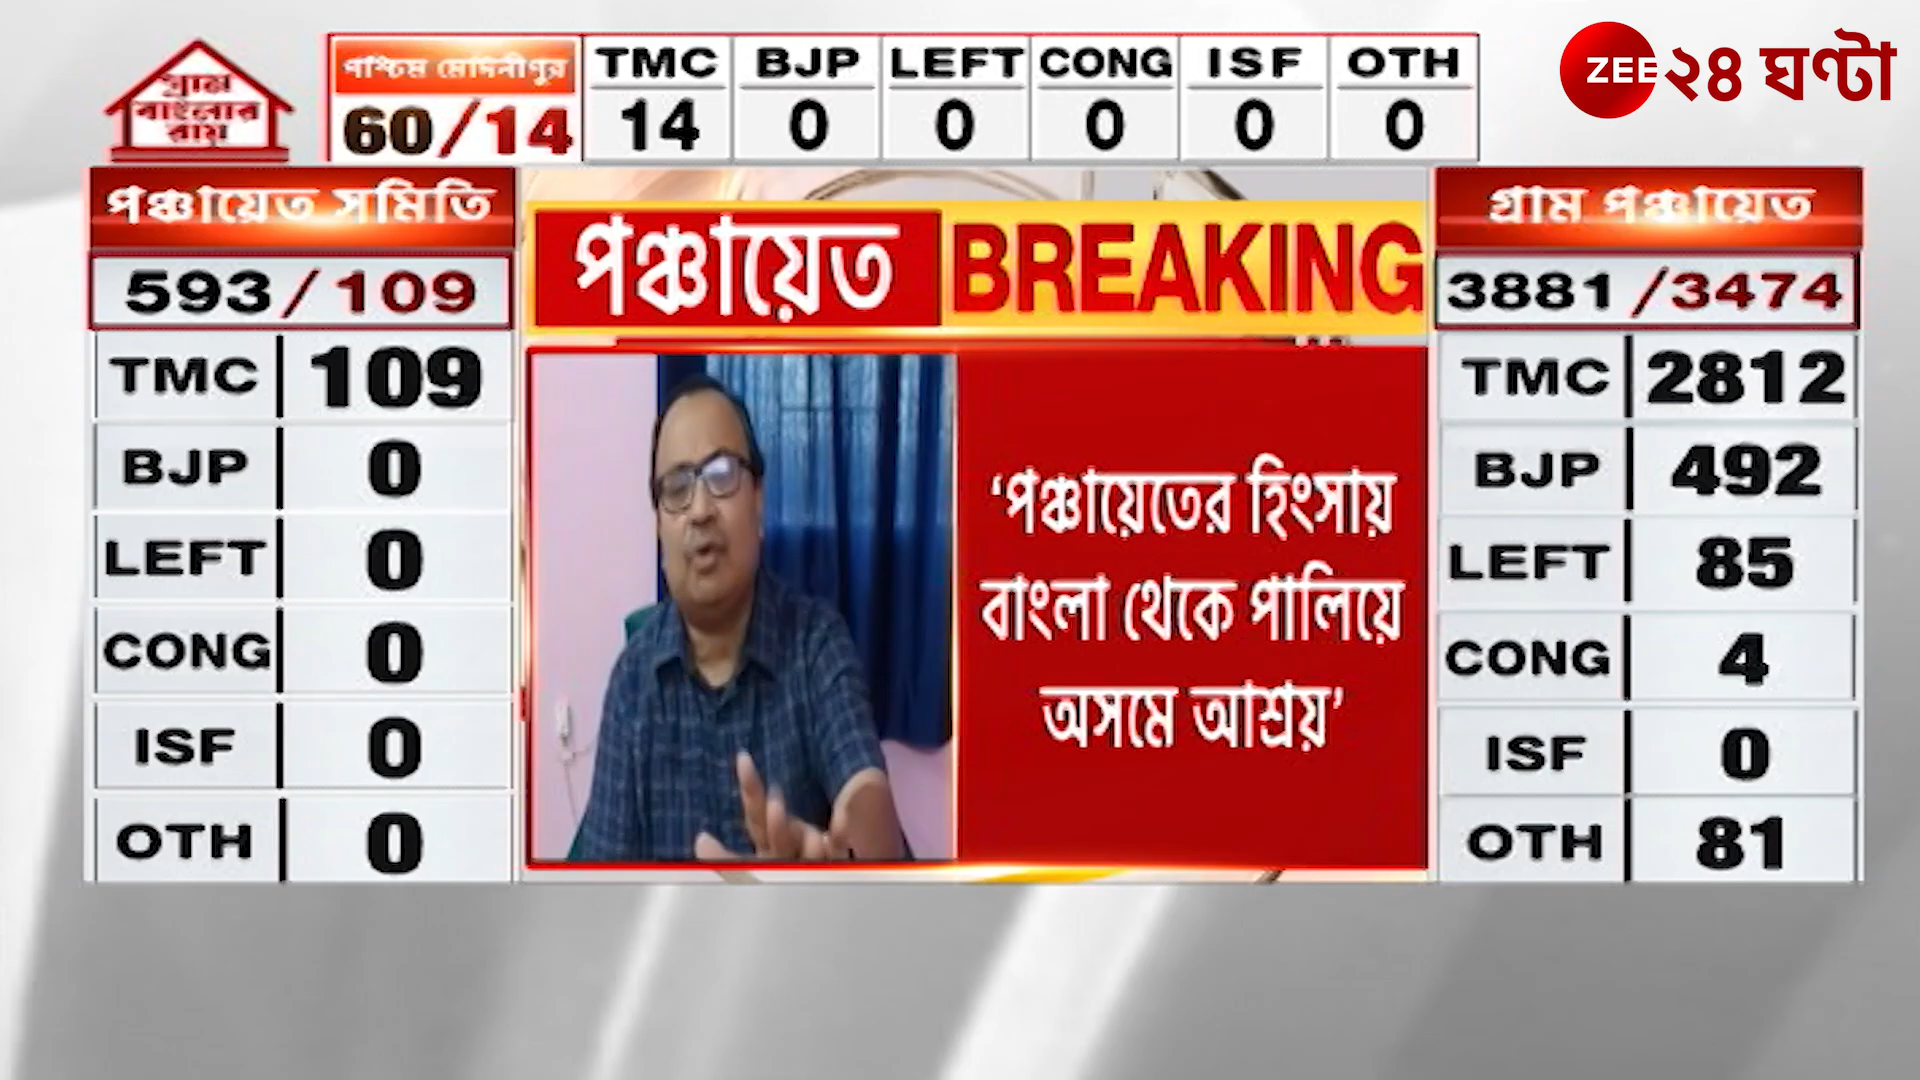 গ্রাম
বাংলার
রায়
পশ্চিম মেদিনীপুর
60/14
TMC BJP LEFT CONG ISF OTH
14 0 0 0 0 0
ZEE ২৪ ঘণ্টা
পঞ্চায়েত সমিতি
593/109
TMC 109
BJP 0
LEFT 0
CONG 0
ISF 0
OTH 0
পঞ্চায়েত BREAKING
‘পঞ্চায়েতের হিংসায়
বাংলা থেকে পালিয়ে
অসমে আশ্রয়’
গ্রাম পঞ্চায়েত
3881/3474
TMC 2812
BJP 492
LEFT 85
CONG 4
ISF 0
OTH 81